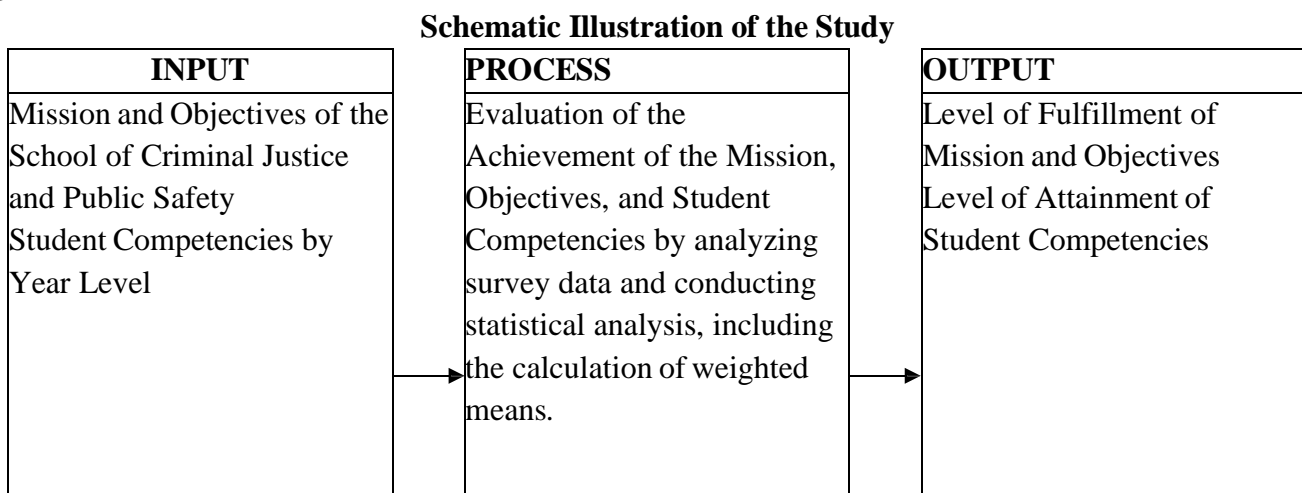 Schematic Illustration of the Study
INPUT
Mission and Objectives of the
School of Criminal Justice
and Public Safety
Student Competencies by
Year Level
PROCESS
Evaluation of the
Achievement of the Mission,
Objectives, and Student
Competencies by analyzing
survey data and conducting
statistical analysis, including
the calculation of weighted
means.
OUTPUT
Level of Fulfillment of
Mission and Objectives
Level of Attainment of
Student Competencies